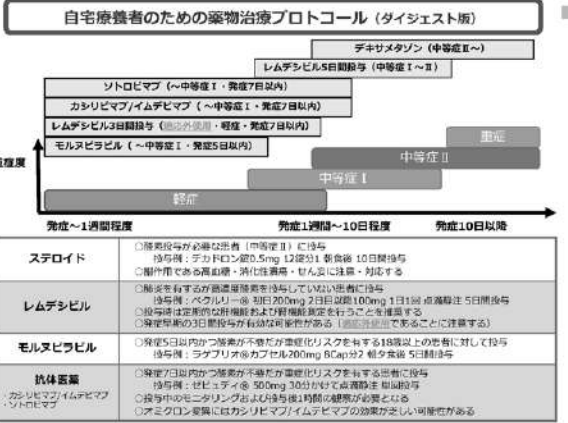 自宅療養者のための薬物治療プロトコール（ダイジェスト版）
デキサメタゾン（中等症Ⅱ～）
レムデシビル5日間投与（中等症Ⅰ～Ⅱ）
ソトロビマブ（～中等症Ⅰ・発症7日以内）
カシリビマブ/イムデビマブ（～中等症Ⅰ・発症7日以内）
レムデシビル3日間投与（適応外使用・軽症・発症7日以内）
モルヌピラビル（～中等症Ⅰ・発症5日以内）
重症
中等症Ⅱ
中等症Ⅰ
軽症
症度
発症～1週間程度
発症1週間～10日程度
発症10日以降
ステロイド
○酸素投与が必要な患者（中等症Ⅱ）に投与
投与例：デカドロン錠0.5mg 12錠分1 朝食後 10日間投与
○副作用である高血糖・消化性潰瘍・せん妄に注意・対応する
レムデシビル
○肺炎を有するが高濃度酸素を投与していない患者に投与
投与例：ベクルリー® 初日200mg 2日目以降100mg 1日1回 点滴静注 5日間投与
○投与時は定期的な肝機能および腎機能測定を行うことを推奨する
○発症早期の3日間投与が有効な可能性がある（適応外使用であることに注意する）
モルヌピラビル
○発症5日以内かつ酸素が不要だが重症化リスクを有する18歳以上の患者に対して投与
投与例：ラゲブリオ®カプセル200mg 8Cap分2 朝夕食後 5日間投与
抗体医薬
・カシリビマブ/イムデビマブ
・ソトロビマブ
○発症7日以内かつ酸素が不要だが重症化リスクを有する患者に投与
投与例：ゼビュディ® 500mg 30分かけて点滴静注 単回投与
○投与中のモニタリングおよび投与後1時間の観察が必要となる
○オミクロン変異にはカシリビマブ/イムデビマブの効果が乏しい可能性がある